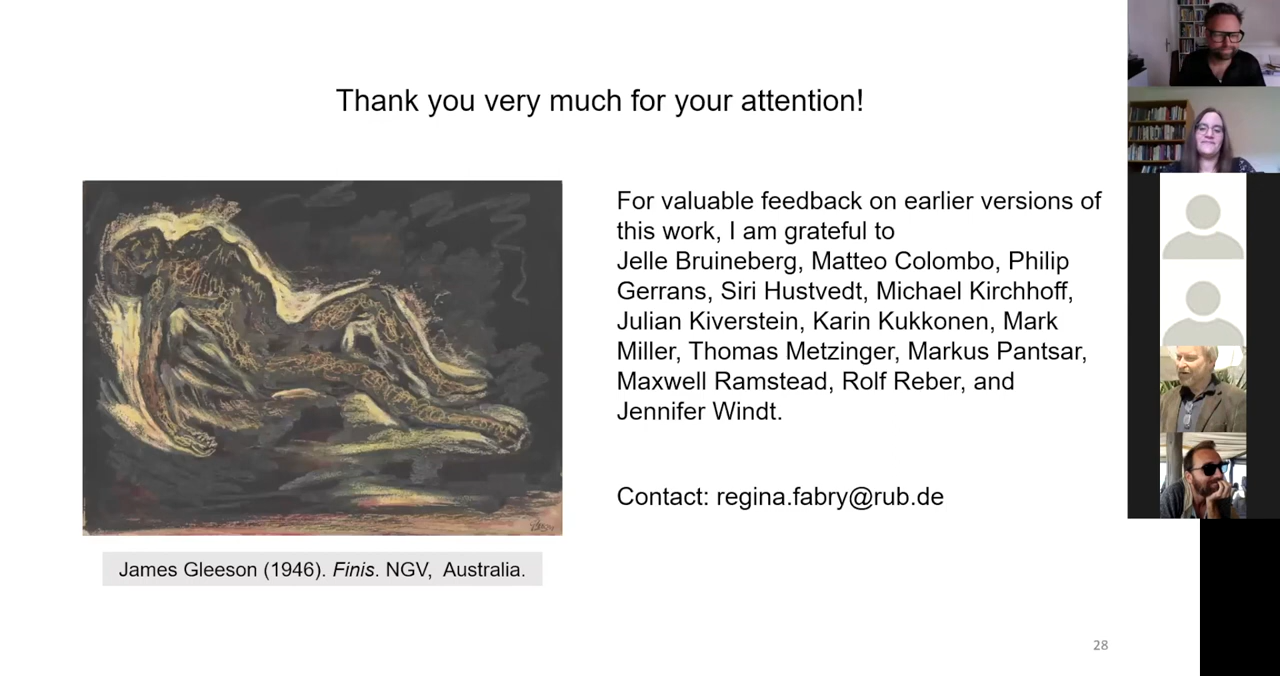 Thank you very much for your attention!
For valuable feedback on earlier versions of
this work, I am grateful to
Jelle Bruineberg, Matteo Colombo, Philip
Gerrans, Siri Hustvedt, Michael Kirchhoff,
Julian Kiverstein, Karin Kukkonen, Mark
Miller, Thomas Metzinger, Markus Pantsar,
Maxwell Ramstead, Rolf Reber, and
Jennifer Windt.
Contact: regina.fabry@rub.de
James Gleeson (1946). Finis. NGV, Australia.
28